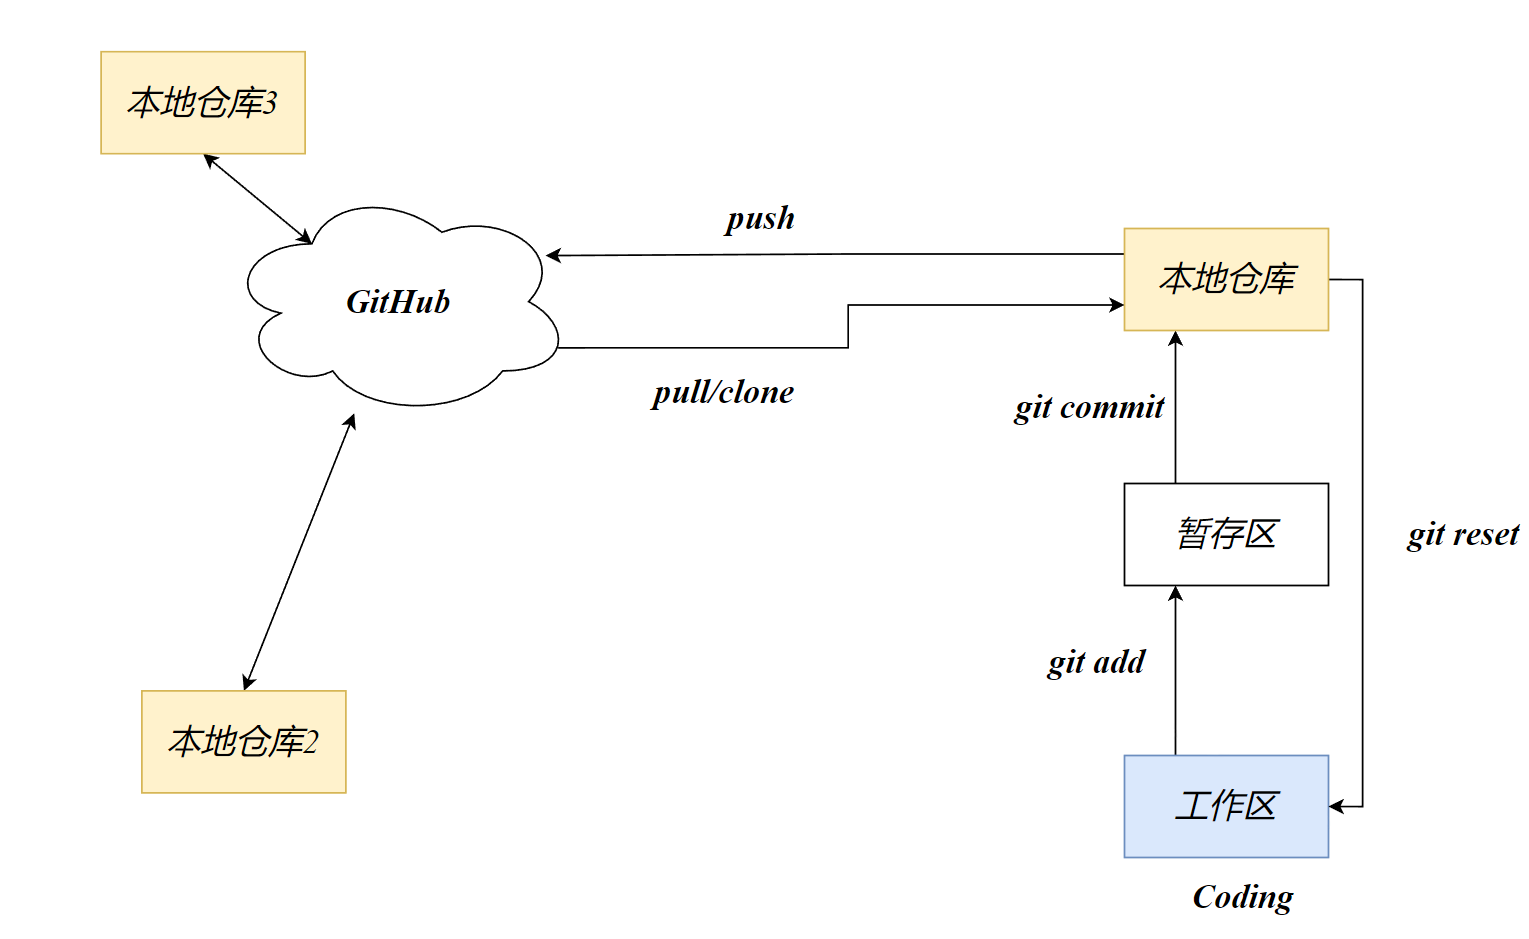 本地仓库3
push
本地仓库
GitHub
pull/clone
git commit
暂存区
git reset
git add
本地仓库2
工作区
Coding